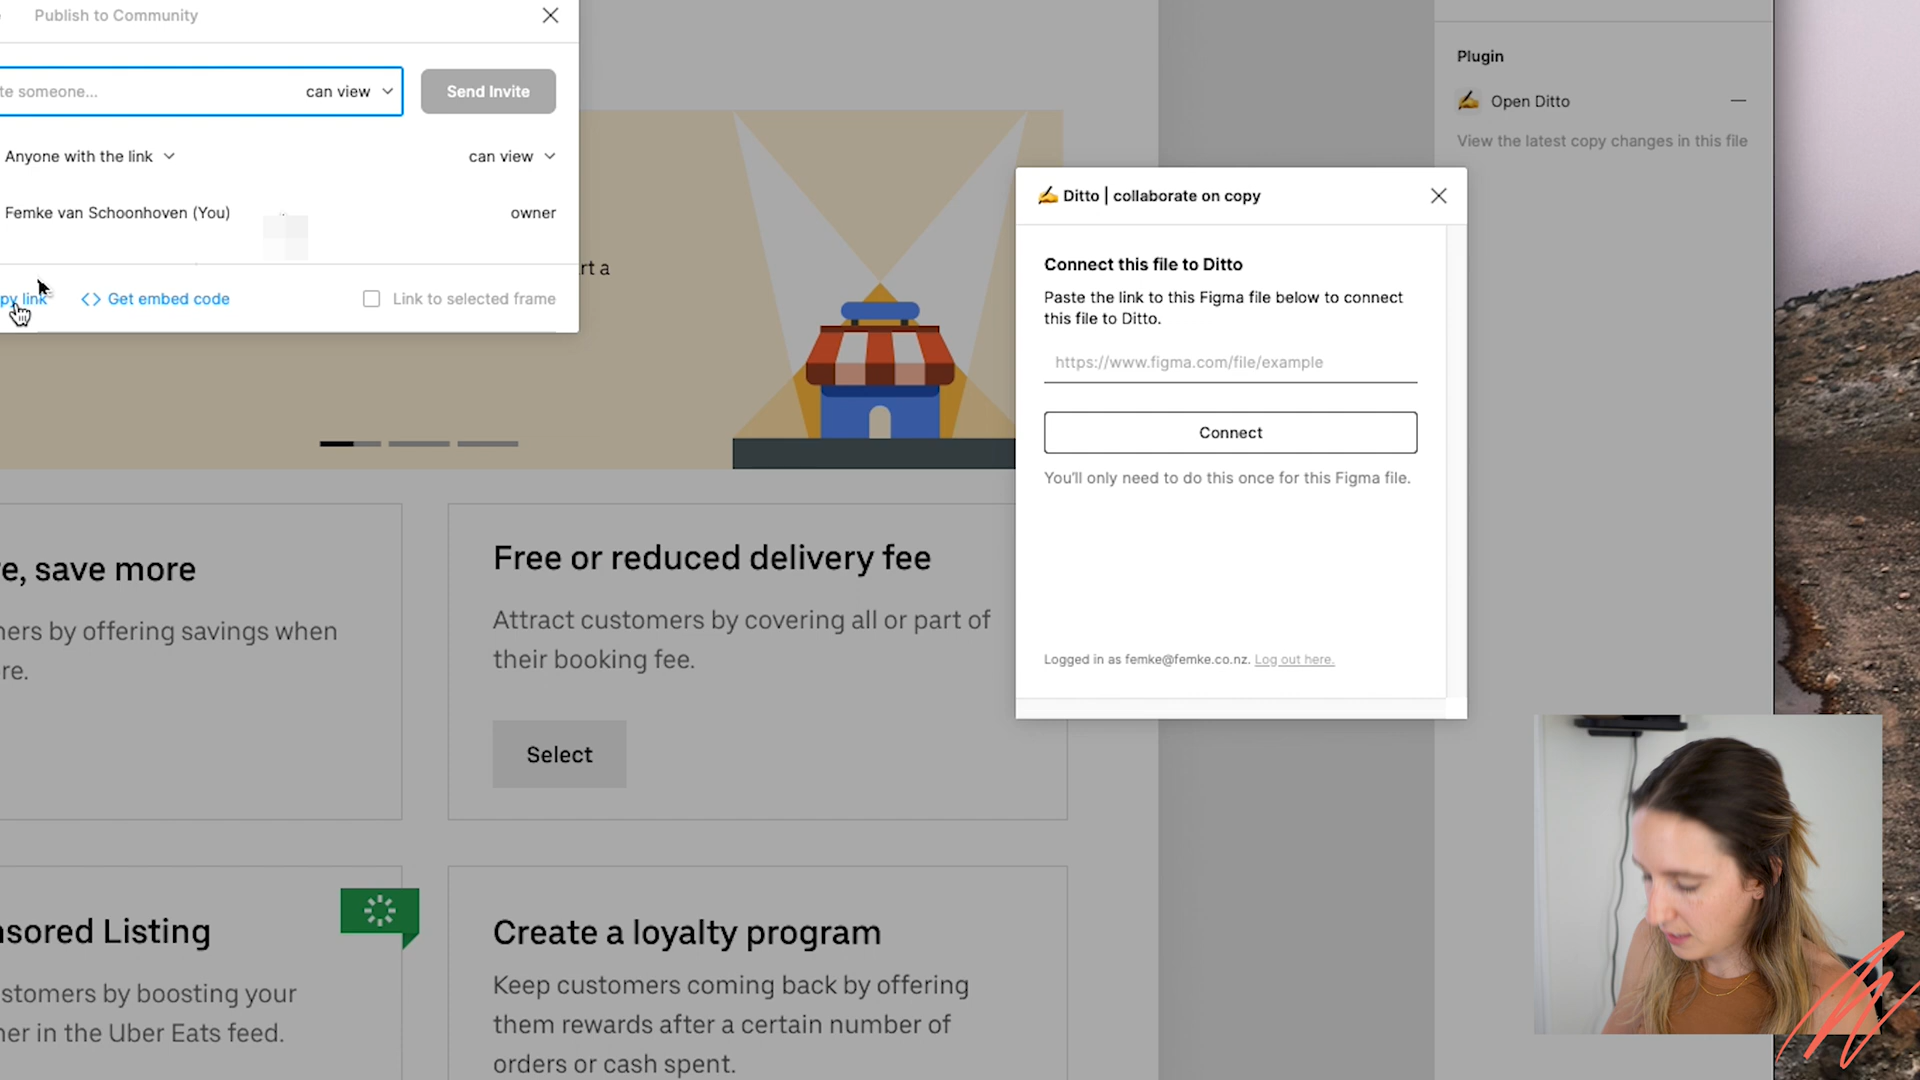 Publish to Community
te someone...
can view
Send Invite
Anyone with the link
can view
Femke van Schoonhoven (You)
owner
py link
Get embed code
Link to selected frame
rt a
e, save more
ners by offering savings when
re.
Free or reduced delivery fee
Attract customers by covering all or part of
their booking fee.
Select
nsored Listing
stomers by boosting your
ner in the Uber Eats feed.
Create a loyalty program
Keep customers coming back by offering
them rewards after a certain number of
orders or cash spent.
Ditto | collaborate on copy
Connect this file to Ditto
Paste the link to this Figma file below to connect
this file to Ditto.
https://www.figma.com/file/example
Connect
You'll only need to do this once for this Figma file.
Logged in as femke@femke.co.nz. Log out here.
Plugin
Open Ditto
View the latest copy changes in this file